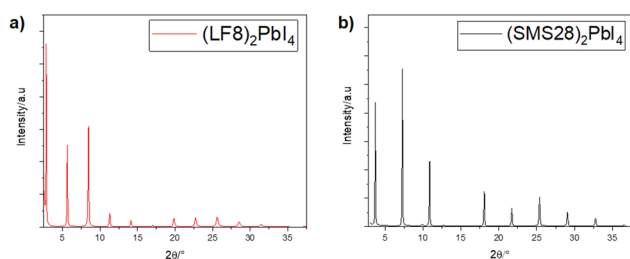 a)
(LF8)₂PbI₄
Intensity/a.u
5 10 15 20 25 30 35
2θ/°
b)
(SMS28)₂PbI₄
Intensity/a.u
5 10 15 20 25 30 35
2θ/°